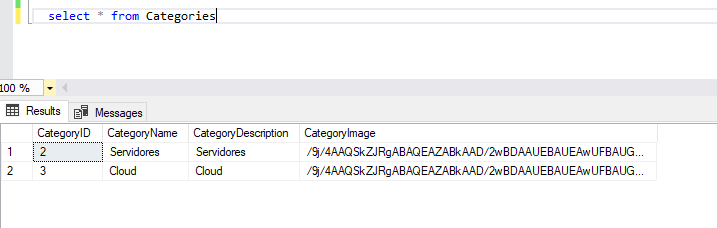 select * from Categories
100 %
Results Messages
CategoryID CategoryName CategoryDescription CategoryImage
1 2 Servidores Servidores /9j/4AAQSkZJRgABAQEAZABkAAD/2wBDAAUEBAUEAwUFBAUG...
2 3 Cloud Cloud /9j/4AAQSkZJRgABAQEAZABkAAD/2wBDAAUEBAUEAwUFBAUG...